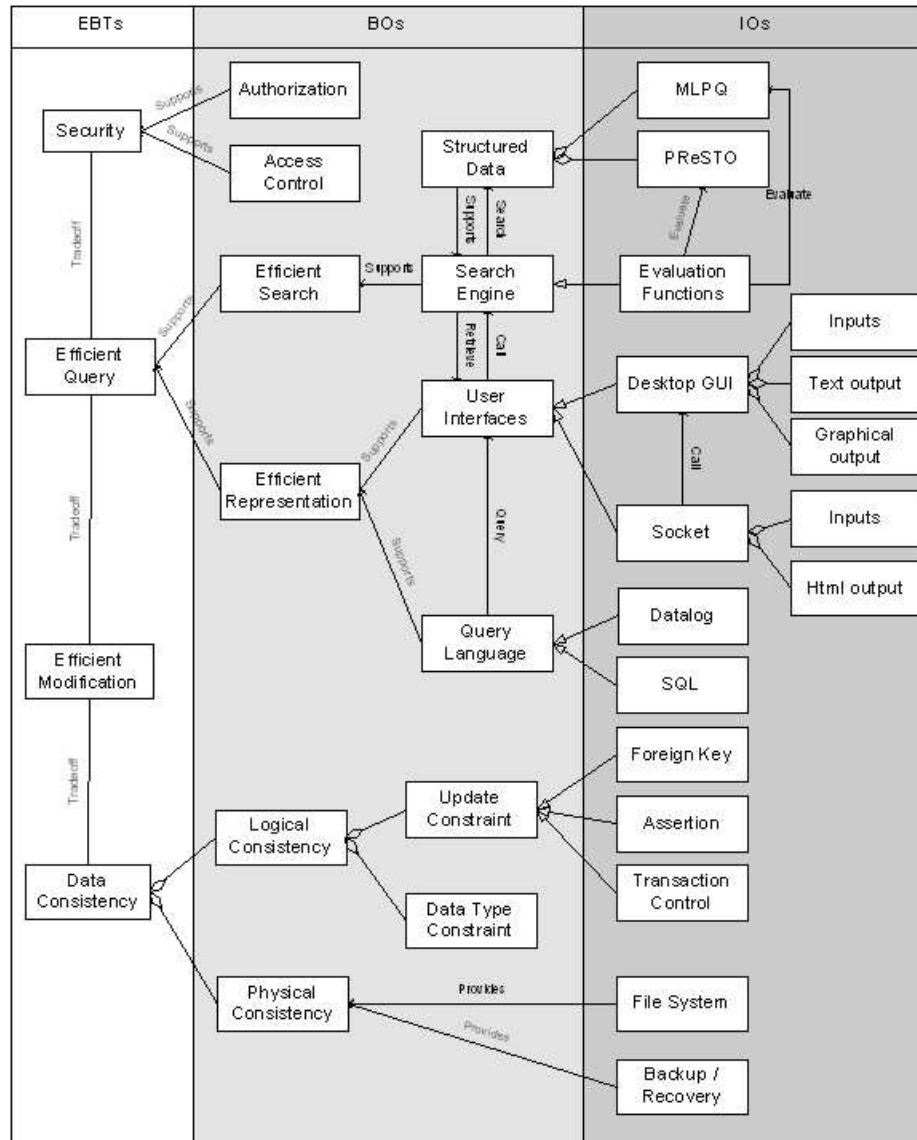 EBTs
BOs
IOs
Security
Supports
Supports
Authorization
Access
Control
Structured
Data
MLPQ
PReSTO
Evaluate
Evaluate
Tradeoff
Supports
Search
Efficient
Search
Supports
Search
Engine
Evaluation
Functions
Supports
Retrieve
Call
Inputs
Efficient
Query
User
Interfaces
Desktop GUI
Text output
Graphical
output
Supports
Supports
Efficient
Representation
Call
Query
Socket
Inputs
Html output
Tradeoff
Supports
Query
Language
Datalog
SQL
Efficient
Modification
Tradeoff
Foreign Key
Logical
Consistency
Update
Constraint
Assertion
Data
Consistency
Data Type
Constraint
Transaction
Control
Physical
Consistency
Provides
Provides
File System
Backup /
Recovery